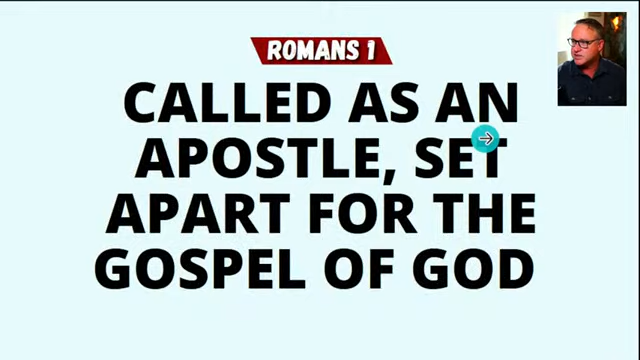 ROMANS 1
CALLED AS AN
APOSTLE, SET
APART FOR THE
GOSPEL OF GOD